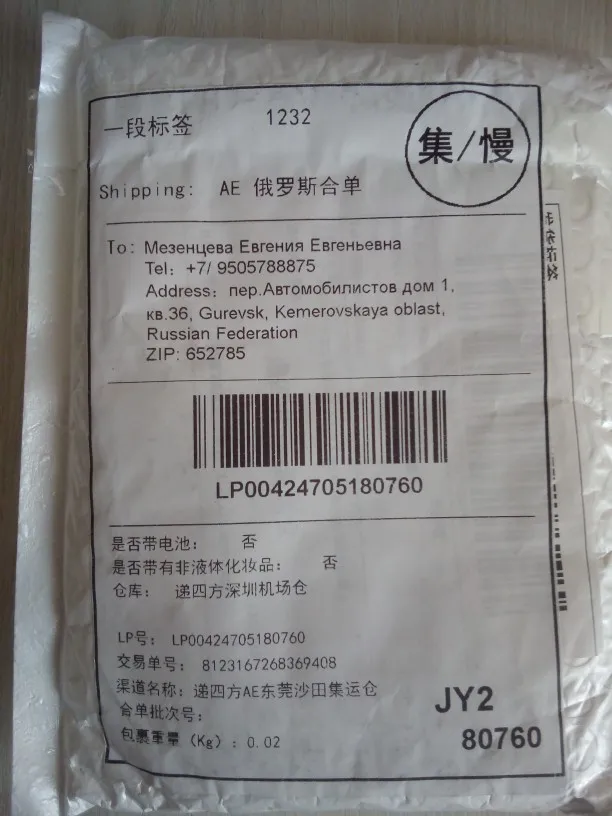 一段标签 1232
集/慢
Shipping: AE 俄罗斯合单
To: Мезенцева Евгения Евгеньевна
Tel: +7/ 9505788875
Address: пер.Автомобилистов дом 1,
кв.36, Gurevsk, Kemerovskaya oblast,
Russian Federation
ZIP: 652785
LP00424705180760
是否带电池: 否
是否带有非液体化妆品: 否
仓库: 递四方深圳机场仓
LP号: LP00424705180760
交易单号: 8123167268369408
渠道名称: 递四方AE东莞沙田集运仓
合单批次号:
包裹重量 (Kg) : 0.02
JY2
80760